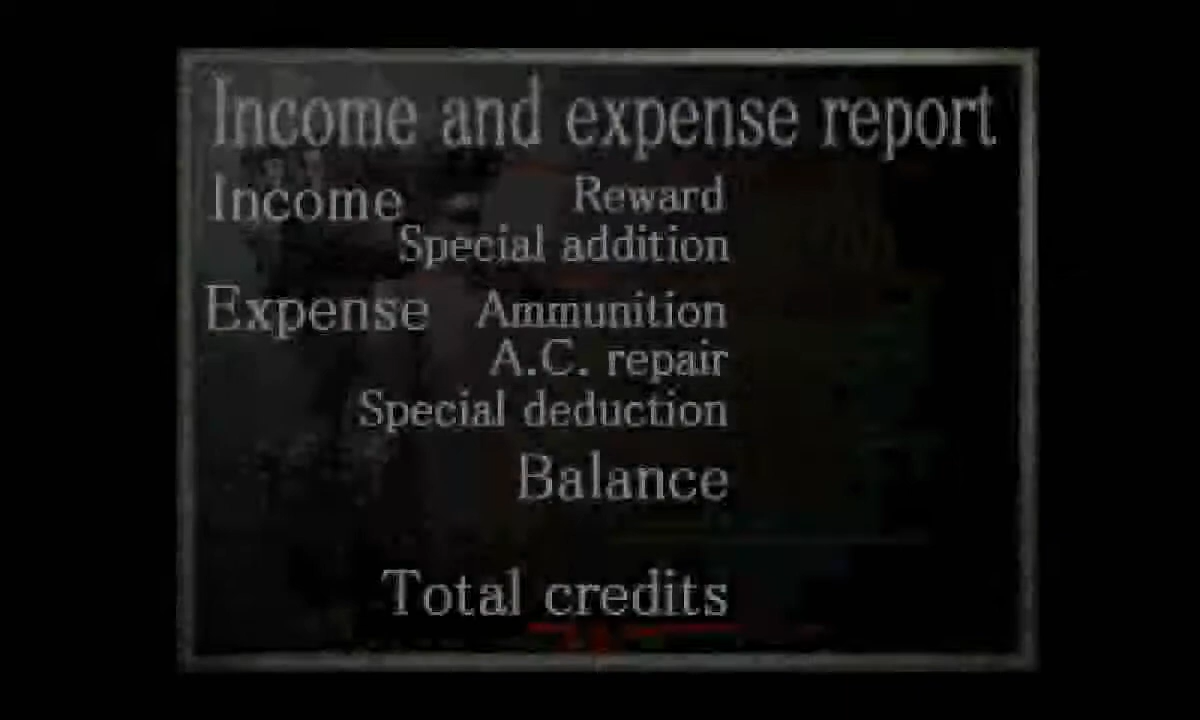 Income and expense report
Income Reward
Special addition
Expense Ammunition
A.C. repair
Special deduction
Balance
Total credits